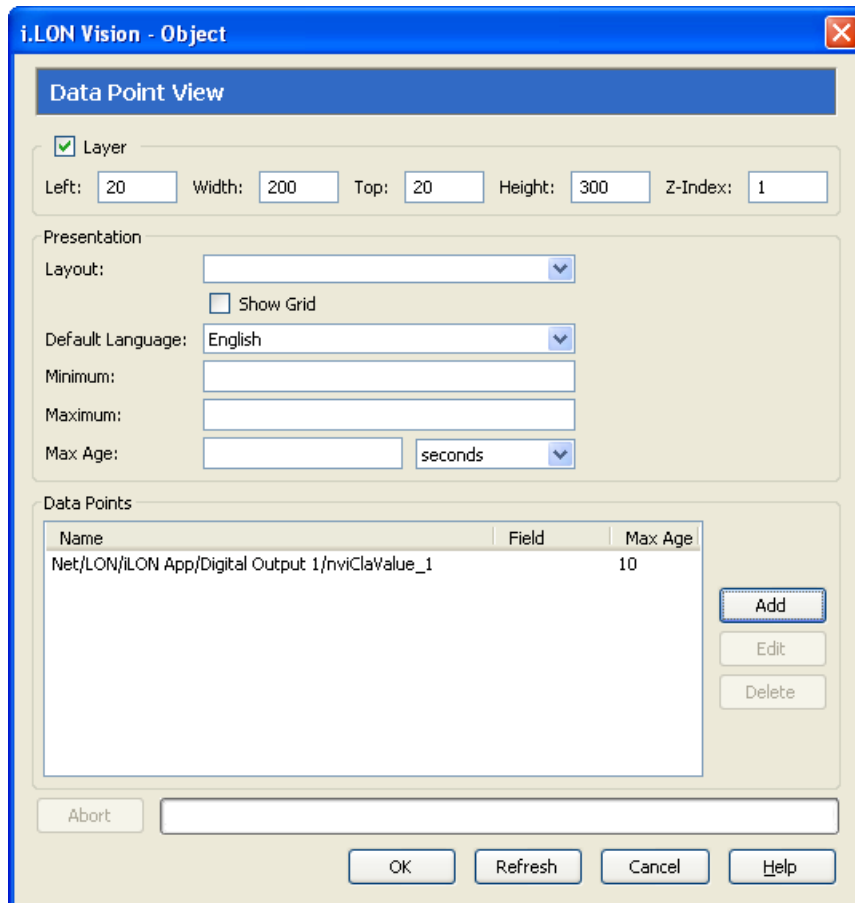 i.LON Vision - Object
Data Point View
Layer
Left: 20 Width: 200 Top: 20 Height: 300 Z-Index: 1
Presentation
Layout:
Show Grid
Default Language: English
Minimum:
Maximum:
Max Age: seconds
Data Points
Name Field Max Age
Net/LON/iLON App/Digital Output 1/nviClaValue_1 10
Add
Edit
Delete
Abort
OK Refresh Cancel Help